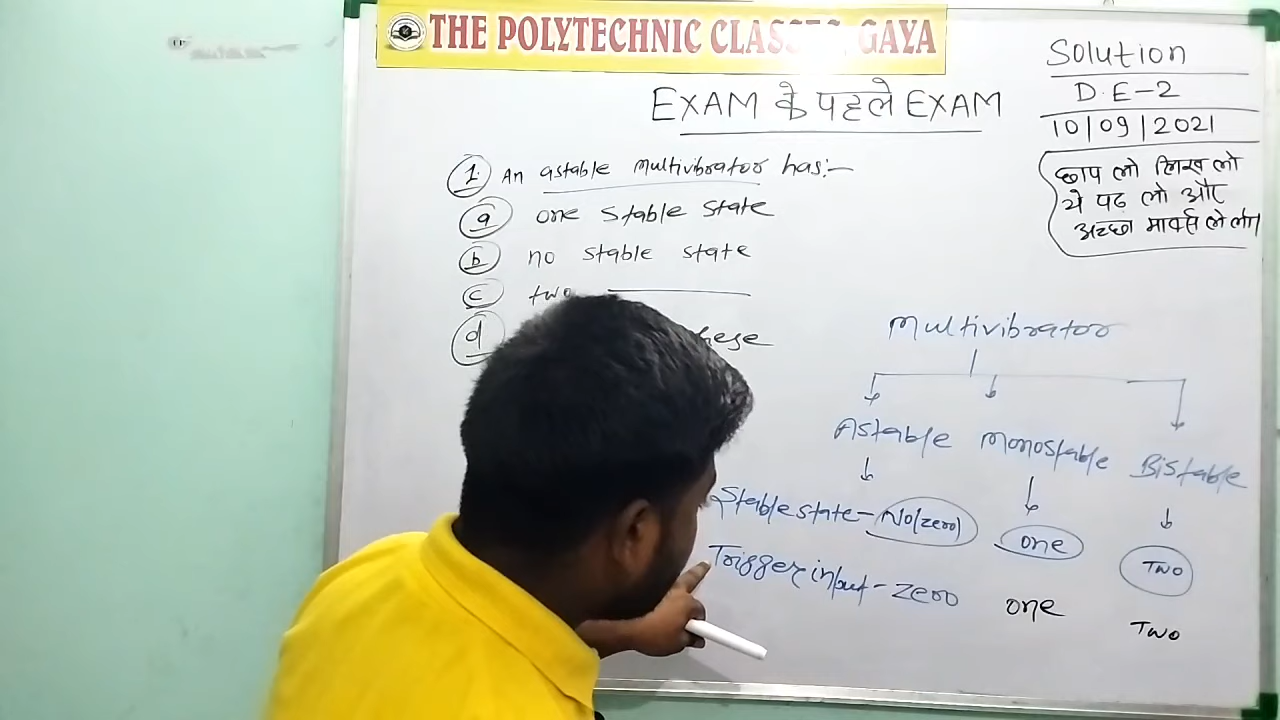 THE POLYTECHNIC CLASSES, GAYA
EXAM के पहले EXAM
Solution
D.E-2
10/09/2021
छाप लो लिख लो
ये पढ़ लो और
अच्छा मार्क्स ले लो
1. An astable multivibrator has:-
a one stable state
b no stable state
c two
d these
Multivibrator
Astable Monostable Bistable
Stable state - No(zero) one Two
Trigger input - zero one Two